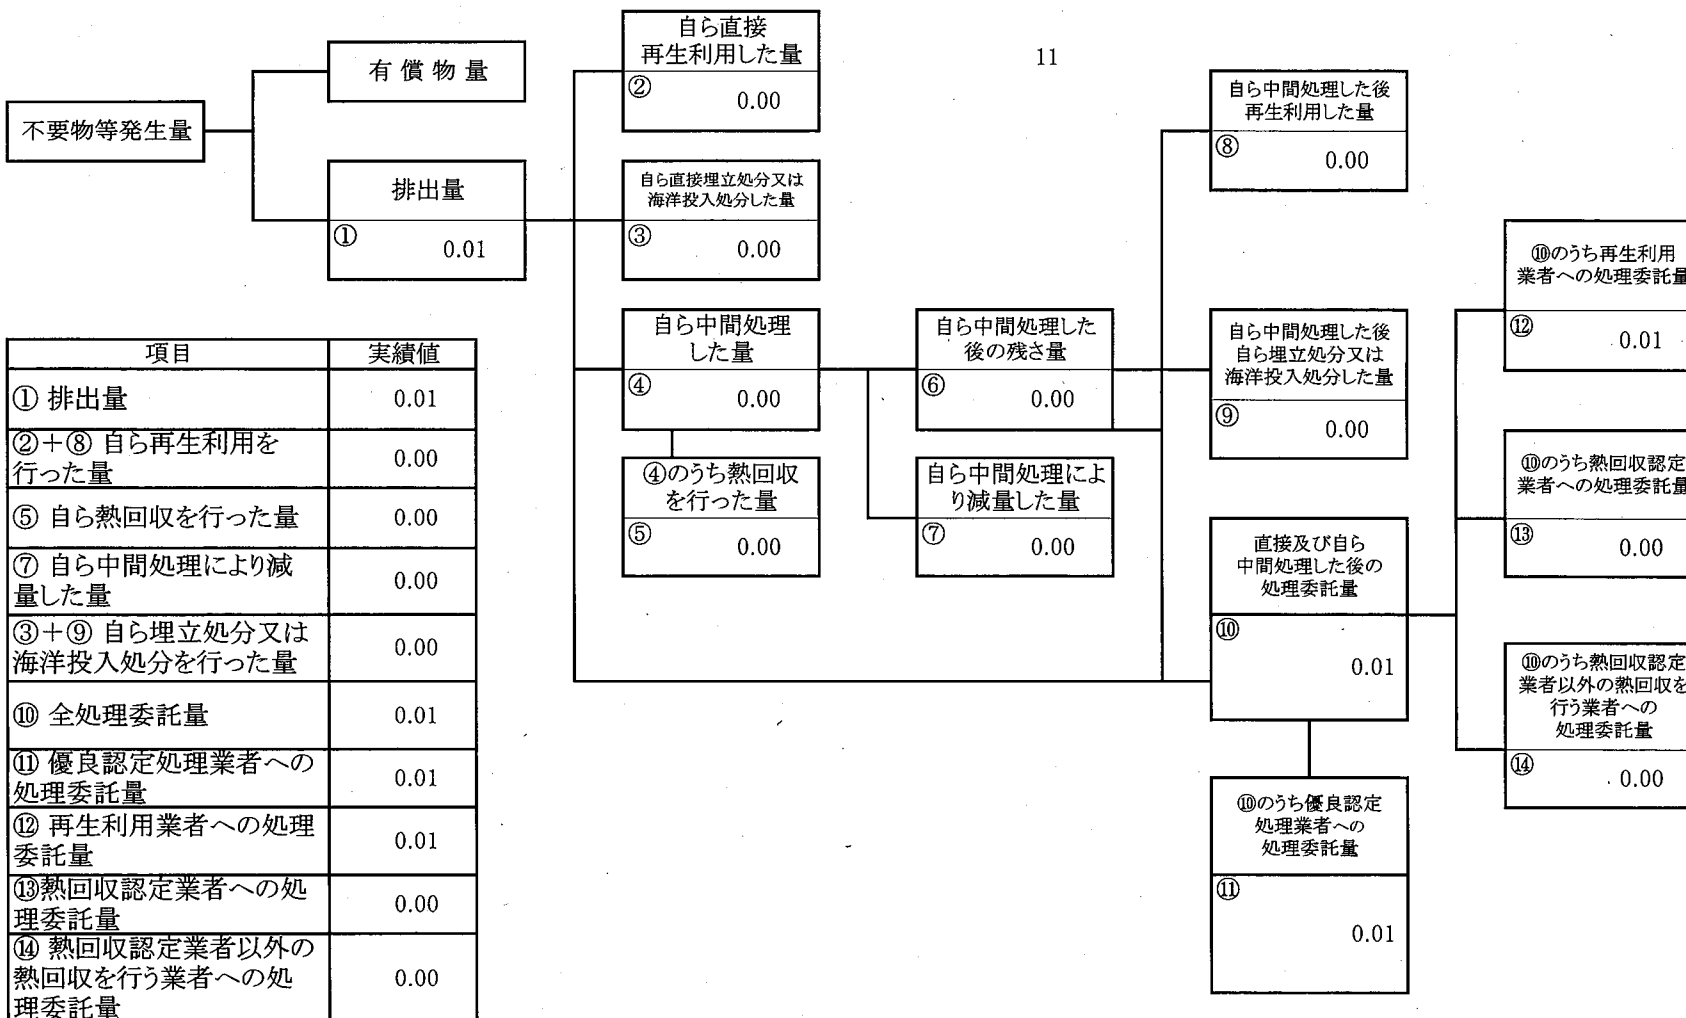 11
不要物等発生量
有償物量
排出量
① 0.01
自ら直接
再生利用した量
② 0.00
自ら直接埋立処分又は
海洋投入処分した量
③ 0.00
自ら中間処理
した量
④ 0.00
④のうち熱回収
を行った量
⑤ 0.00
自ら中間処理した
後の残さ量
⑥ 0.00
自ら中間処理によ
り減量した量
⑦ 0.00
自ら中間処理した後
再生利用した量
⑧ 0.00
自ら中間処理した後
自ら埋立処分又は
海洋投入処分した量
⑨ 0.00
直接及び自ら
中間処理した後の
処理委託量
⑩ 0.01
⑩のうち優良認定
処理業者への
処理委託量
⑪ 0.01
⑩のうち再生利用
業者への処理委託量
⑫ 0.01
⑩のうち熱回収認定
業者への処理委託量
⑬ 0.00
⑩のうち熱回収認定
業者以外の熱回収を
行う業者への
処理委託量
⑭ 0.00
項目 実績値
① 排出量 0.01
②+⑧ 自ら再生利用を
行った量 0.00
⑤ 自ら熱回収を行った量 0.00
⑦ 自ら中間処理により減
量した量 0.00
③+⑨ 自ら埋立処分又は
海洋投入処分を行った量 0.00
⑩ 全処理委託量 0.01
⑪ 優良認定処理業者への
処理委託量 0.01
⑫ 再生利用業者への処理
委託量 0.01
⑬熱回収認定業者への処
理委託量 0.00
⑭ 熱回収認定業者以外の
熱回収を行う業者への処
理委託量 0.00